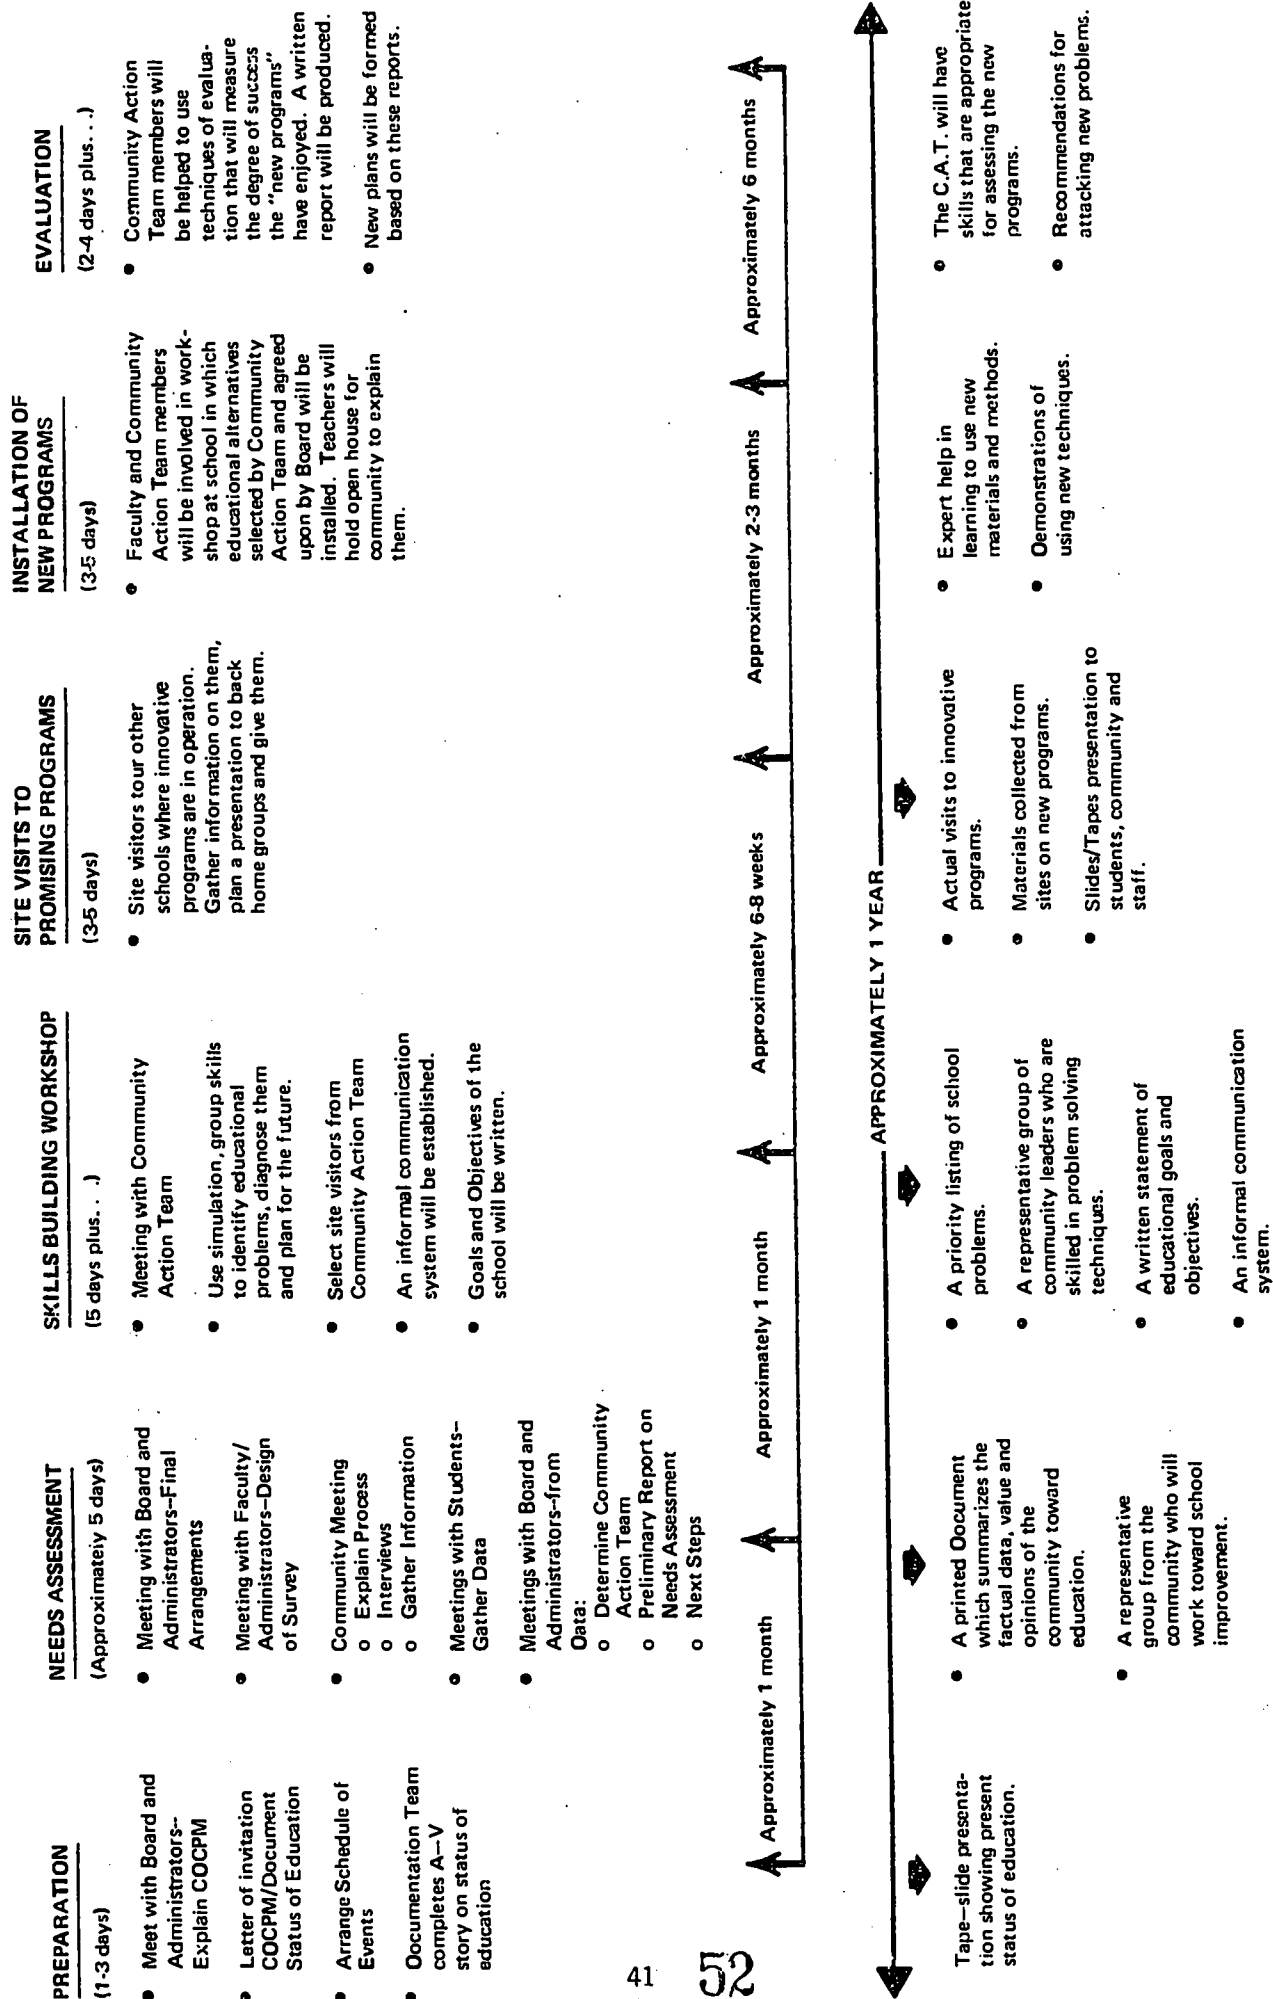 PREPARATION
(1-3 days)
• Meet with Board and
Administrators--
Explain COCPM
• Letter of invitation
COCPM/Document
Status of Education
• Arrange Schedule of
Events
• Documentation Team
completes A—V
story on status of
education
NEEDS ASSESSMENT
(Approximately 5 days)
• Meeting with Board and
Administrators—Final
Arrangements
• Meeting with Faculty/
Administrators—Design
of Survey
• Community Meeting
o Explain Process
o Interviews
o Gather Information
• Meetings with Students—
Gather Data
• Meetings with Board and
Administrators—from
Data:
o Determine Community
Action Team
o Preliminary Report on
Needs Assessment
o Next Steps
SKILLS BUILDING WORKSHOP
(5 days plus. . .)
• Meeting with Community
Action Team
• Use simulation, group skills
to identify educational
problems, diagnose them
and plan for the future.
• Select site visitors from
Community Action Team
• An informal communication
system will be established.
• Goals and Objectives of the
school will be written.
SITE VISITS TO
PROMISING PROGRAMS
(3-5 days)
• Site visitors tour other
schools where innovative
programs are in operation.
Gather information on them,
plan a presentation to back
home groups and give them.
INSTALLATION OF
NEW PROGRAMS
(3-5 days)
• Faculty and Community
Action Team members
will be involved in work-
shop at school in which
educational alternatives
selected by Community
Action Team and agreed
upon by Board will be
installed. Teachers will
hold open house for
community to explain
them.
EVALUATION
(2-4 days plus. . .)
• Community Action
Team members will
be helped to use
techniques of evalua-
tion that will measure
the degree of success
the "new programs"
have enjoyed. A written
report will be produced.
• New plans will be formed
based on these reports.
Approximately 1 month
Approximately 1 month
Approximately 6-8 weeks
Approximately 2-3 months
Approximately 6 months
APPROXIMATELY 1 YEAR
Tape—slide presenta-
tion showing present
status of education.
• A printed Document
which summarizes the
factual data, value and
opinions of the
community toward
education.
• A representative
group from the
community who will
work toward school
improvement.
• A priority listing of school
problems.
• A representative group of
community leaders who are
skilled in problem solving
techniques.
• A written statement of
educational goals and
objectives.
• An informal communication
system.
• Actual visits to innovative
programs.
• Materials collected from
sites on new programs.
• Slides/Tapes presentation to
students, community and
staff.
• Expert help in
learning to use new
materials and methods.
• Demonstrations of
using new techniques.
• The C.A.T. will have
skills that are appropriate
for assessing the new
programs.
• Recommendations for
attacking new problems.
41
52